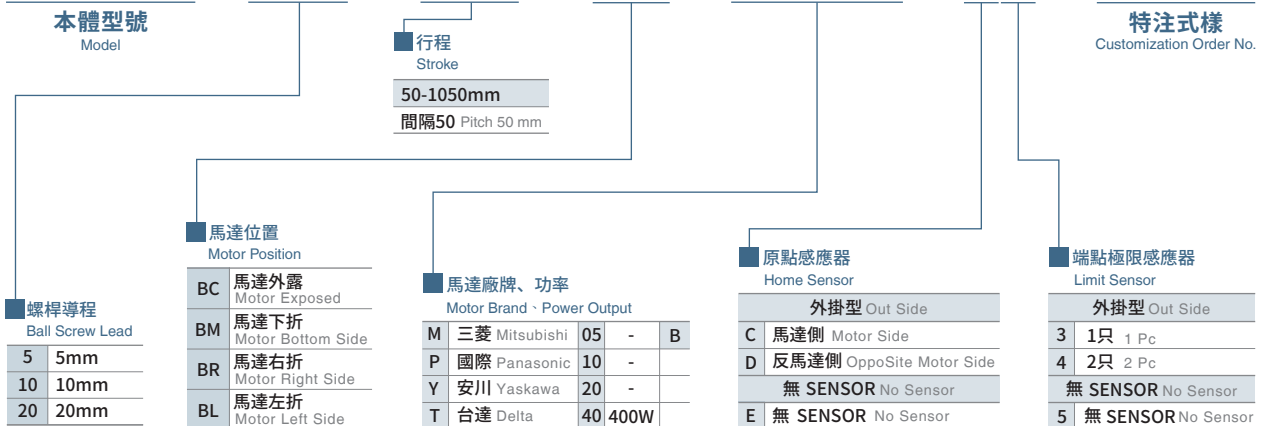 本體型號
Model
行程
Stroke
50-1050mm
間隔50 Pitch 50 mm
特注式樣
Customization Order No.
螺桿導程
Ball Screw Lead
5 5mm
10 10mm
20 20mm
馬達位置
Motor Position
BC 馬達外露
Motor Exposed
BM 馬達下折
Motor Bottom Side
BR 馬達右折
Motor Right Side
BL 馬達左折
Motor Left Side
馬達廠牌、功率
Motor Brand、Power Output
M 三菱 Mitsubishi 05 - B
P 國際 Panasonic 10 -
Y 安川 Yaskawa 20 -
T 台達 Delta 40 400W
原點感應器
Home Sensor
外掛型 Out Side
C 馬達側 Motor Side
D 反馬達側 OppoSite Motor Side
無 SENSOR No Sensor
E 無 SENSOR No Sensor
端點極限感應器
Limit Sensor
外掛型 Out Side
3 1只 1 Pc
4 2只 2 Pc
無 SENSOR No Sensor
5 無 SENSOR No Sensor